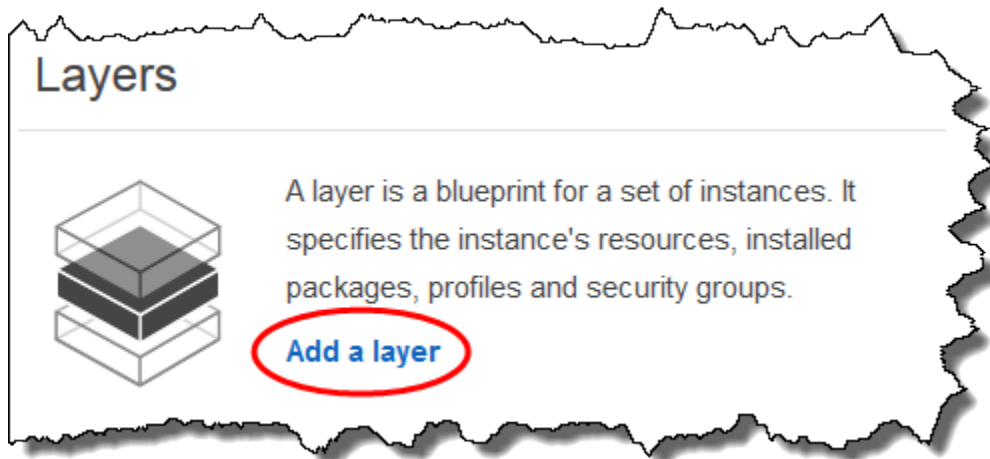 Layers
A layer is a blueprint for a set of instances. It
specifies the instance's resources, installed
packages, profiles and security groups.
Add a layer